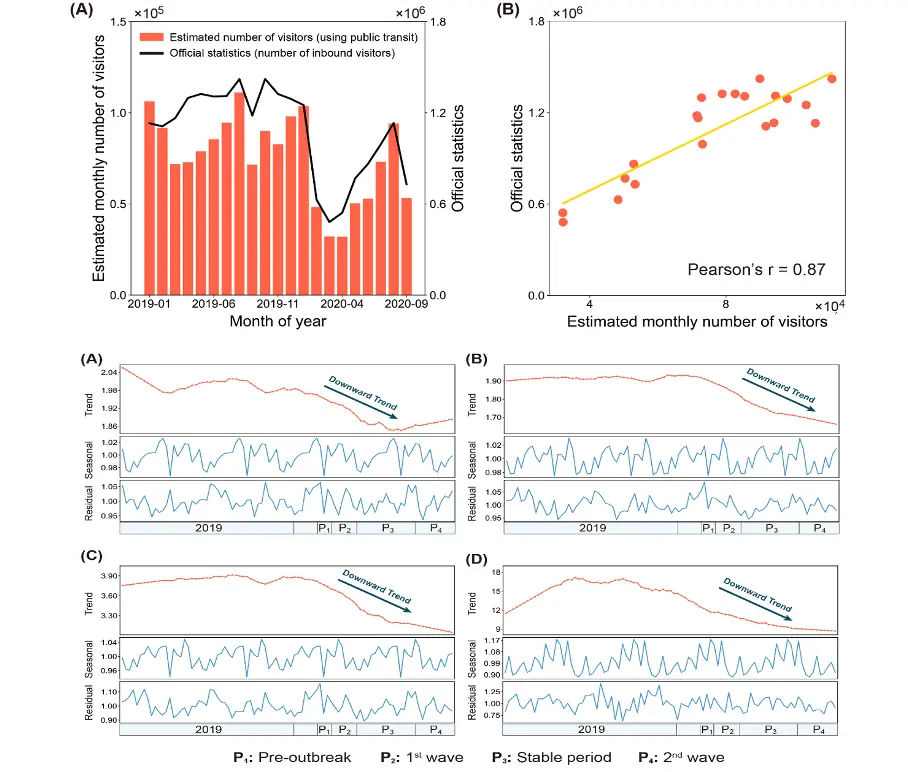 (A)
×10⁵
×10⁶
1.5
1.0
0.5
0.0
1.8
1.2
0.6
0.0
Estimated number of visitors (using public transit)
Official statistics (number of inbound visitors)
Estimated monthly number of visitors
Official statistics
2019-01 2019-06 2019-11 2020-04 2020-09
Month of year
(B)
×10⁶
1.8
1.2
0.6
0.0
Official statistics
Pearson's r = 0.87
4 8 ×10⁴
Estimated monthly number of visitors
(A)
Trend
2.04
1.98
1.92
1.86
Downward Trend
Seasonal
1.02
1.00
0.98
Residual
1.05
1.00
0.95
2019 P₁ P₂ P₃ P₄
(B)
Trend
1.90
1.80
1.70
Downward Trend
Seasonal
1.02
1.00
0.98
Residual
1.05
1.00
0.95
2019 P₁ P₂ P₃ P₄
(C)
Trend
3.90
3.60
3.30
Downward Trend
Seasonal
1.04
1.00
0.96
Residual
1.10
1.00
0.90
2019 P₁ P₂ P₃ P₄
(D)
Trend
18
15
12
9
Downward Trend
Seasonal
1.17
1.08
0.99
0.90
Residual
1.25
1.00
0.75
2019 P₁ P₂ P₃ P₄
P₁: Pre-outbreak P₂: 1ˢᵗ wave P₃: Stable period P₄: 2ⁿᵈ wave